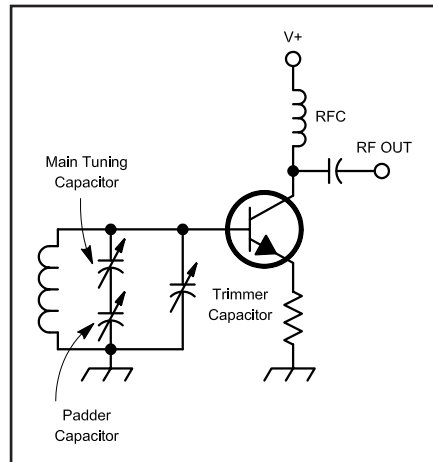 V+
RFC
RF OUT
Main Tuning
Capacitor
Trimmer
Capacitor
Padder
Capacitor